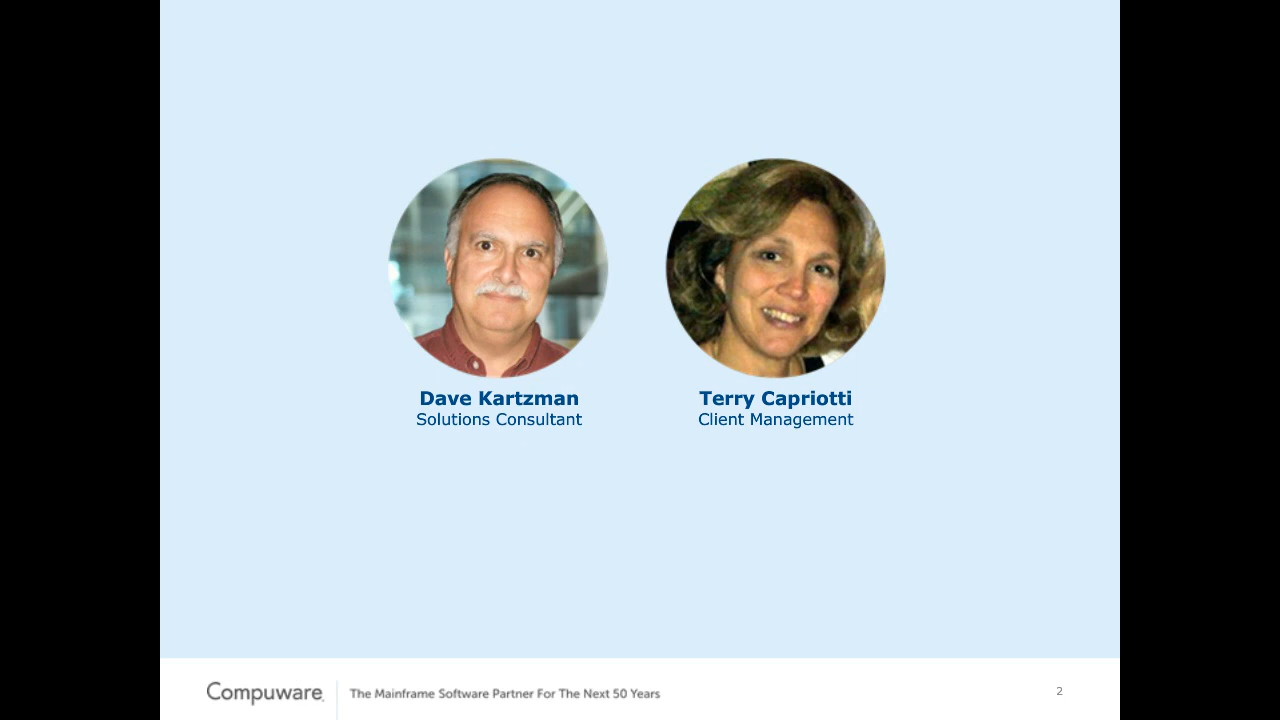 Dave Kartzman
Solutions Consultant
Terry Capriotti
Client Management
Compuware.
The Mainframe Software Partner For The Next 50 Years
2